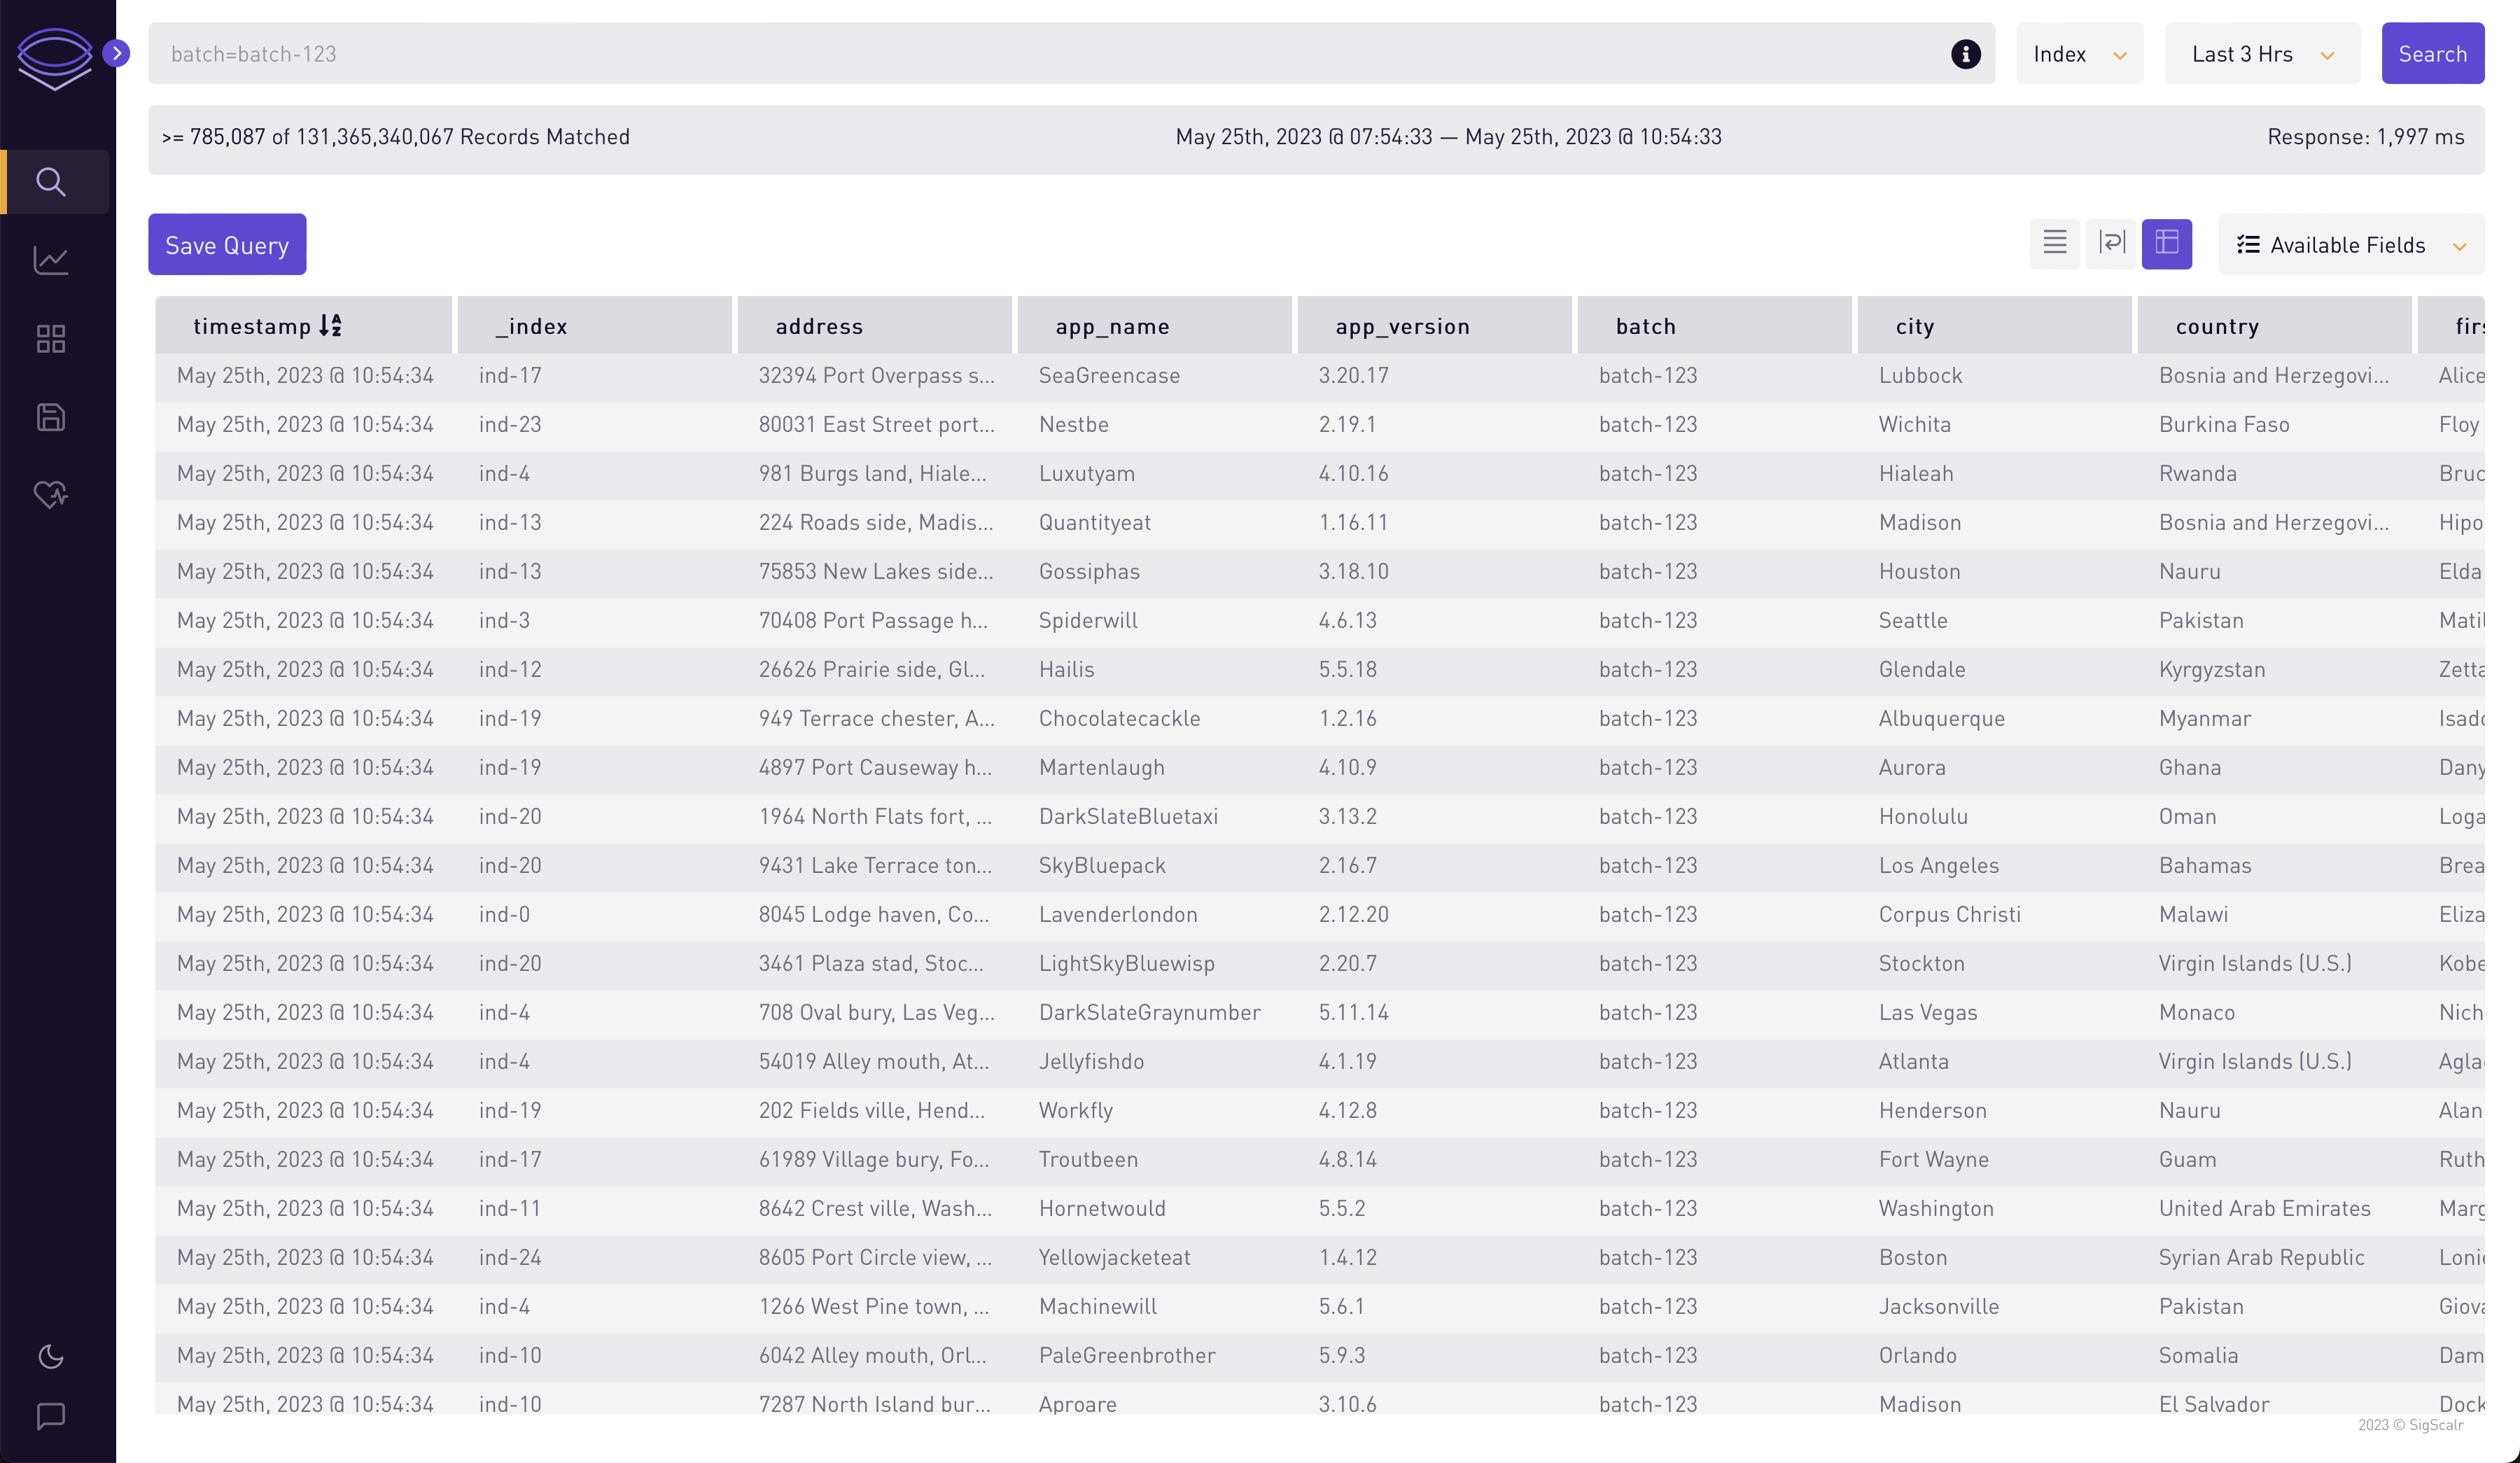 batch=batch-123 Index Last 3 Hrs Search
>= 785,087 of 131,365,340,067 Records Matched May 25th, 2023 @ 07:54:33 — May 25th, 2023 @ 10:54:33 Response: 1,997 ms
Save Query Available Fields
timestamp _index address app_name app_version batch city country firs
May 25th, 2023 @ 10:54:34 ind-17 32394 Port Overpass s... SeaGreencase 3.20.17 batch-123 Lubbock Bosnia and Herzegovi... Alice
May 25th, 2023 @ 10:54:34 ind-23 80031 East Street port... Nestbe 2.19.1 batch-123 Wichita Burkina Faso Floy
May 25th, 2023 @ 10:54:34 ind-4 981 Burgs land, Hiale... Luxutyam 4.10.16 batch-123 Hialeah Rwanda Bruc
May 25th, 2023 @ 10:54:34 ind-13 224 Roads side, Madis... Quantityeat 1.16.11 batch-123 Madison Bosnia and Herzegovi... Hipo
May 25th, 2023 @ 10:54:34 ind-13 75853 New Lakes side... Gossiphas 3.18.10 batch-123 Houston Nauru Elda
May 25th, 2023 @ 10:54:34 ind-3 70408 Port Passage h... Spiderwill 4.6.13 batch-123 Seattle Pakistan Matil
May 25th, 2023 @ 10:54:34 ind-12 26626 Prairie side, Gl... Hailis 5.5.18 batch-123 Glendale Kyrgyzstan Zetta
May 25th, 2023 @ 10:54:34 ind-19 949 Terrace chester, A... Chocolatecackle 1.2.16 batch-123 Albuquerque Myanmar Isado
May 25th, 2023 @ 10:54:34 ind-19 4897 Port Causeway h... Martenlaugh 4.10.9 batch-123 Aurora Ghana Dany
May 25th, 2023 @ 10:54:34 ind-20 1964 North Flats fort, ... DarkSlateBluetaxi 3.13.2 batch-123 Honolulu Oman Loga
May 25th, 2023 @ 10:54:34 ind-20 9431 Lake Terrace ton... SkyBluepack 2.16.7 batch-123 Los Angeles Bahamas Brea
May 25th, 2023 @ 10:54:34 ind-0 8045 Lodge haven, Co... Lavenderlondon 2.12.20 batch-123 Corpus Christi Malawi Eliza
May 25th, 2023 @ 10:54:34 ind-20 3461 Plaza stad, Stoc... LightSkyBluewisp 2.20.7 batch-123 Stockton Virgin Islands (U.S.) Kobe
May 25th, 2023 @ 10:54:34 ind-4 708 Oval bury, Las Veg... DarkSlateGraynumber 5.11.14 batch-123 Las Vegas Monaco Nich
May 25th, 2023 @ 10:54:34 ind-4 54019 Alley mouth, At... Jellyfishdo 4.1.19 batch-123 Atlanta Virgin Islands (U.S.) Agla
May 25th, 2023 @ 10:54:34 ind-19 202 Fields ville, Hend... Workfly 4.12.8 batch-123 Henderson Nauru Alan
May 25th, 2023 @ 10:54:34 ind-17 61989 Village bury, Fo... Troutbeen 4.8.14 batch-123 Fort Wayne Guam Ruth
May 25th, 2023 @ 10:54:34 ind-11 8642 Crest ville, Wash... Hornetwould 5.5.2 batch-123 Washington United Arab Emirates Marg
May 25th, 2023 @ 10:54:34 ind-24 8605 Port Circle view, ... Yellowjacketeat 1.4.12 batch-123 Boston Syrian Arab Republic Lonie
May 25th, 2023 @ 10:54:34 ind-4 1266 West Pine town, ... Machinewill 5.6.1 batch-123 Jacksonville Pakistan Giova
May 25th, 2023 @ 10:54:34 ind-10 6042 Alley mouth, Orl... PaleGreenbrother 5.9.3 batch-123 Orlando Somalia Dam
May 25th, 2023 @ 10:54:34 ind-10 7287 North Island bur... Aproare 3.10.6 batch-123 Madison El Salvador Dock
2023 © SigScalr